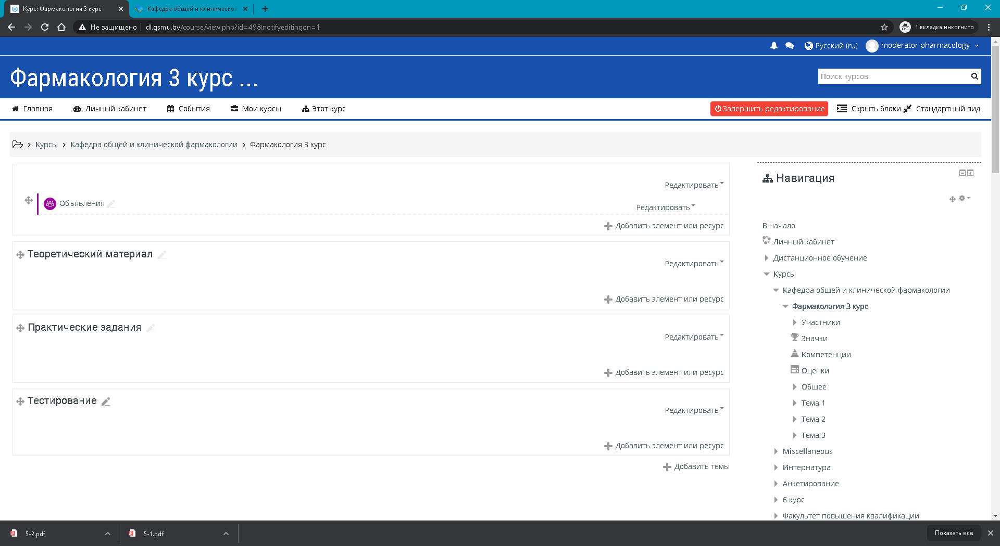 Курс: Фармакология 3 курс
Кафедра общей и клинической
Не защищено
dl.gsmu.by/course/view.php?id=49&notifyeditingon=1
1 вкладка инкогнито
Русский (ru)
moderator pharmacology
Фармакология 3 курс ...
Поиск курсов
Главная
Личный кабинет
События
Мои курсы
Этот курс
Завершить редактирование
Скрыть блоки
Стандартный вид
Курсы
Кафедра общей и клинической фармакологии
Фармакология 3 курс
Редактировать
Объявления
Редактировать
Добавить элемент или ресурс
Теоретический материал
Редактировать
Добавить элемент или ресурс
Практические задания
Редактировать
Добавить элемент или ресурс
Тестирование
Редактировать
Добавить элемент или ресурс
Добавить темы
Навигация
В начало
Личный кабинет
Дистанционное обучение
Курсы
Кафедра общей и клинической фармакологии
Фармакология 3 курс
Участники
Значки
Компетенции
Оценки
Общее
Тема 1
Тема 2
Тема 3
Miscellaneous
Интернатура
Анкетирование
6 курс
Факультет повышения квалификации
5-2.pdf
5-1.pdf
Показать все